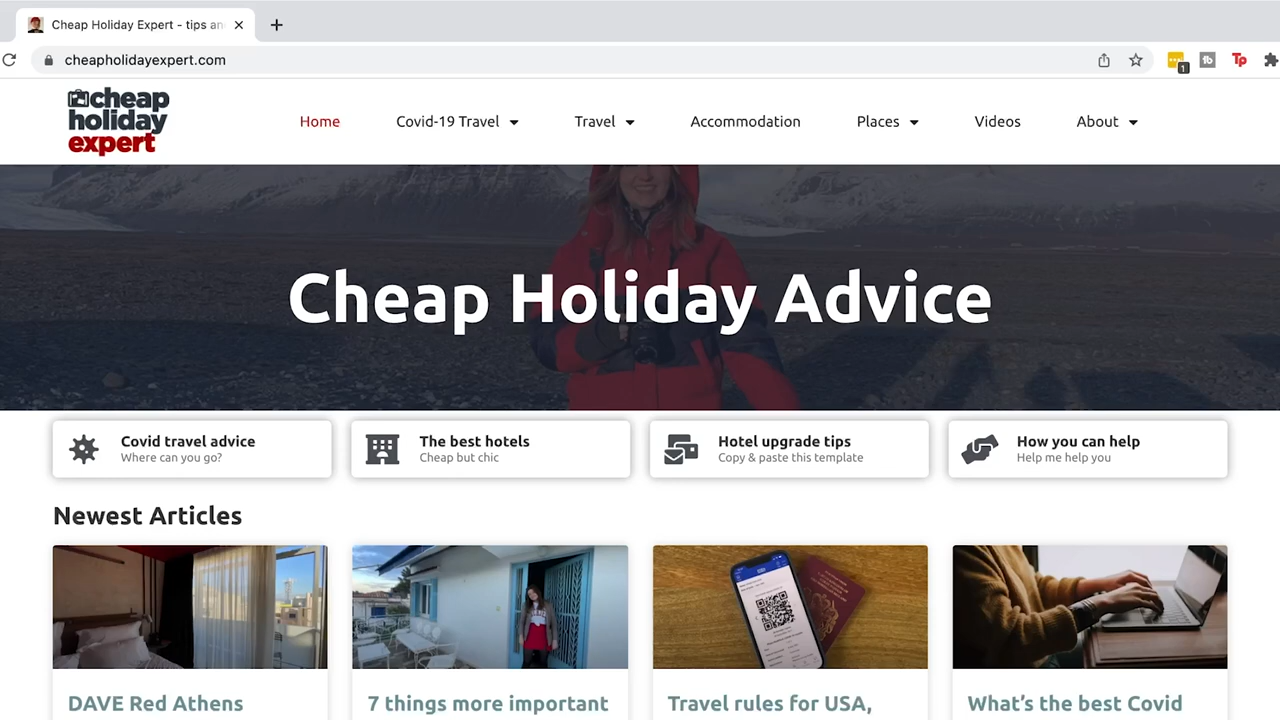 Cheap Holiday Expert - tips an
cheapholidayexpert.com
1
tb
Tp
cheap
holiday
expert
Home
Covid-19 Travel
Travel
Accommodation
Places
Videos
About
Cheap Holiday Advice
Covid travel advice
Where can you go?
The best hotels
Cheap but chic
Hotel upgrade tips
Copy & paste this template
How you can help
Help me help you
Newest Articles
DAVE Red Athens
7 things more important
Travel rules for USA,
What's the best Covid